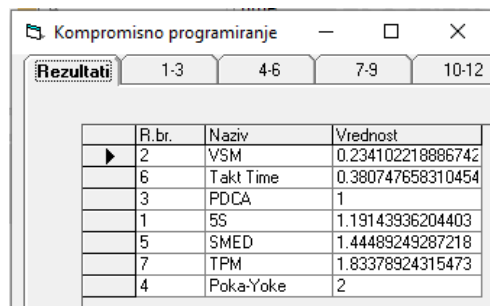 Kompromisno programiranje
Rezultati 1-3 4-6 7-9 10-12
R.br. Naziv Vrednost
2 VSM 0.234102218886742
6 Takt Time 0.380747658310454
3 PDCA 1
1 5S 1.19143936204403
5 SMED 1.44489249287218
7 TPM 1.83378924315473
4 Poka-Yoke 2